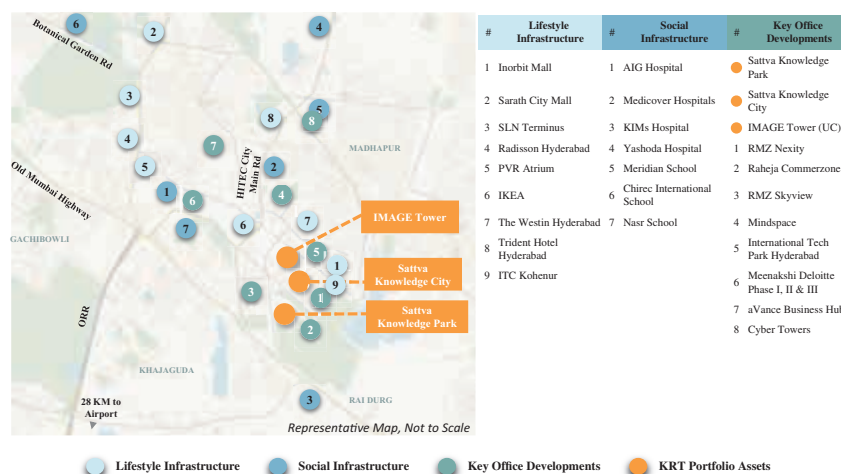 6
Botanical Garden Rd
2
4
3
8
5
8
4
7
MADHAPUR
5
HITEC City
Main Rd
2
Old Mumbai Highway
1
6
4
7
6
7
IMAGE Tower
GACHIBOWLI
5
1
Sattva
Knowledge City
9
3
1
Sattva
Knowledge Park
ORR
2
KHAJAGUDA
28 KM to
Airport
3
RAI DURG
Representative Map, Not to Scale
# Lifestyle Infrastructure # Social Infrastructure # Key Office Developments
Sattva Knowledge Park
1 Inorbit Mall 1 AIG Hospital
Sattva Knowledge City
2 Sarath City Mall 2 Medicover Hospitals
3 SLN Terminus 3 KIMs Hospital IMAGE Tower (UC)
4 Radisson Hyderabad 4 Yashoda Hospital 1 RMZ Nexity
5 PVR Atrium 5 Meridian School 2 Raheja Commerzone
6 IKEA 6 Chirec International School 3 RMZ Skyview
7 The Westin Hyderabad 7 Nasr School 4 Mindspace
8 Trident Hotel Hyderabad 5 International Tech Park Hyderabad
9 ITC Kohenur 6 Meenakshi Deloitte Phase I, II & III
7 aVance Business Hub
8 Cyber Towers
Lifestyle Infrastructure Social Infrastructure Key Office Developments KRT Portfolio Assets